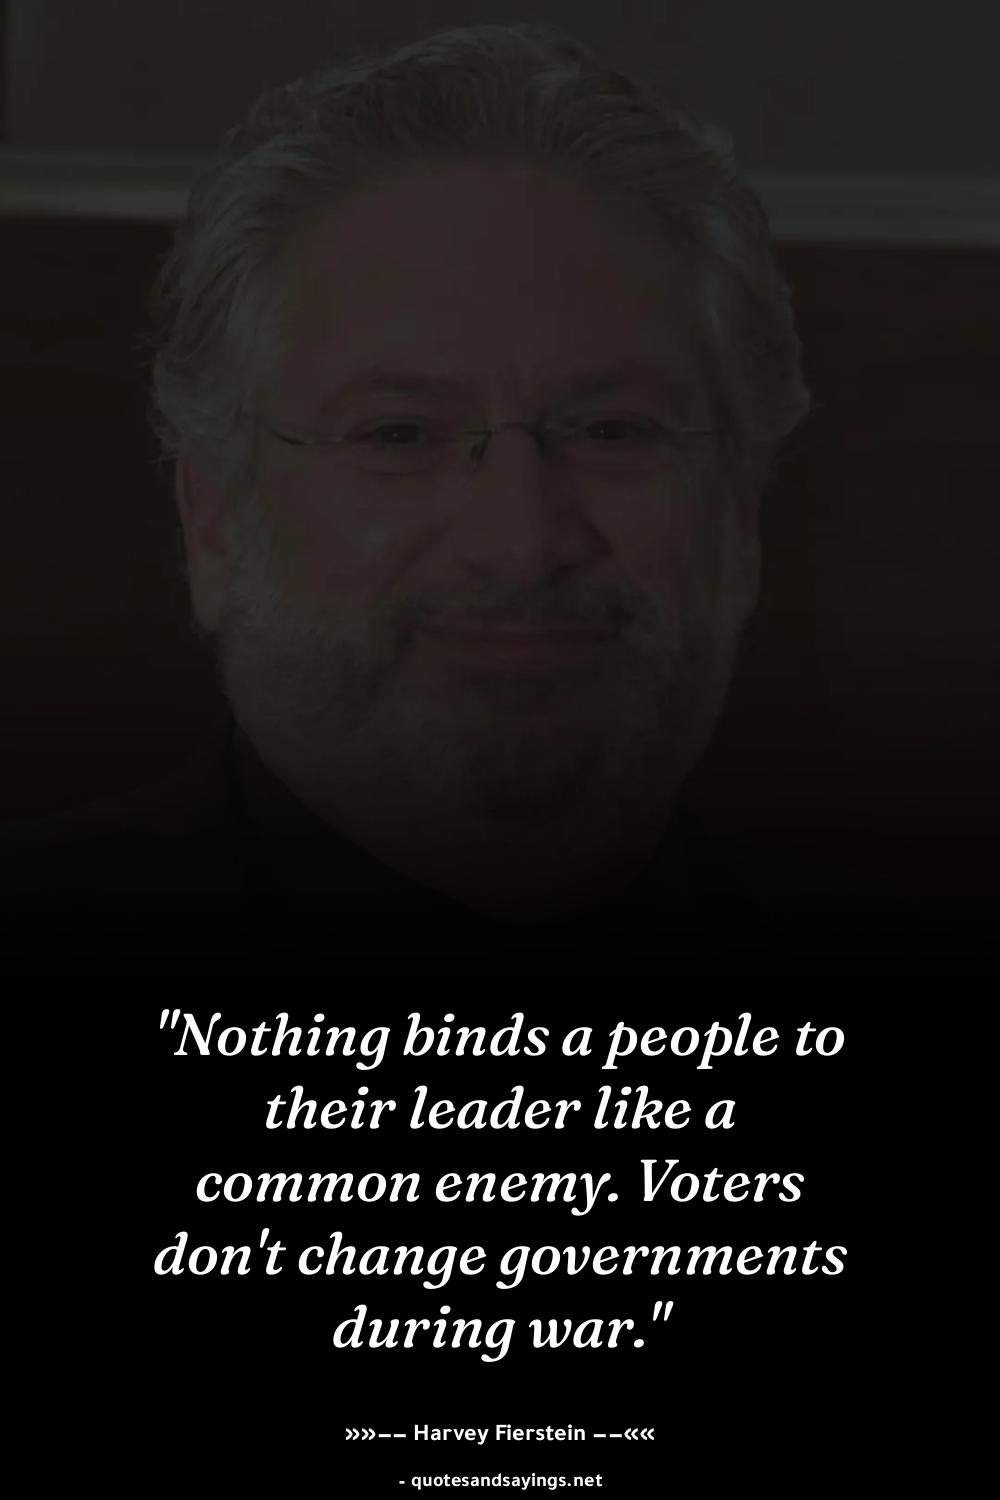 "Nothing binds a people to
their leader like a
common enemy. Voters
don't change governments
during war."
»»−− Harvey Fierstein −−««
- quotesandsayings.net